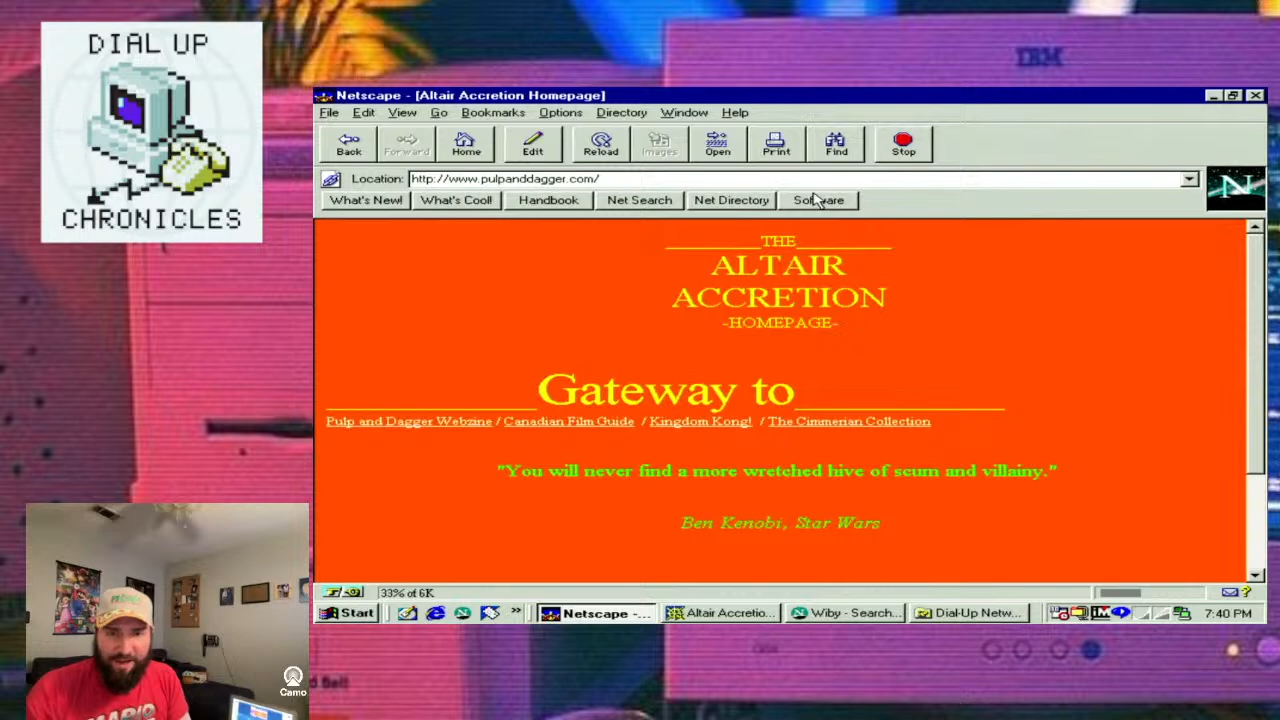 DIAL UP
CHRONICLES
IBM
Netscape - [Altair Accretion Homepage]
File Edit View Go Bookmarks Options Directory Window Help
Back Forward Home Edit Reload Images Open Print Find Stop
Location: http://www.pulpanddagger.com/
N
What's New! What's Cool! Handbook Net Search Net Directory Software
__________THE__________
ALTAIR
ACCRETION
-HOMEPAGE-
____________Gateway to____________
Pulp and Dagger Webzine / Canadian Film Guide / Kingdom Kong! / The Cimmerian Collection
"You will never find a more wretched hive of scum and villainy."
Ben Kenobi, Star Wars
33% of 6K
Start Netscape -... Altair Accretio... Wiby - Search... Dial-Up Netw... 7:40 PM
Camo
MARIO